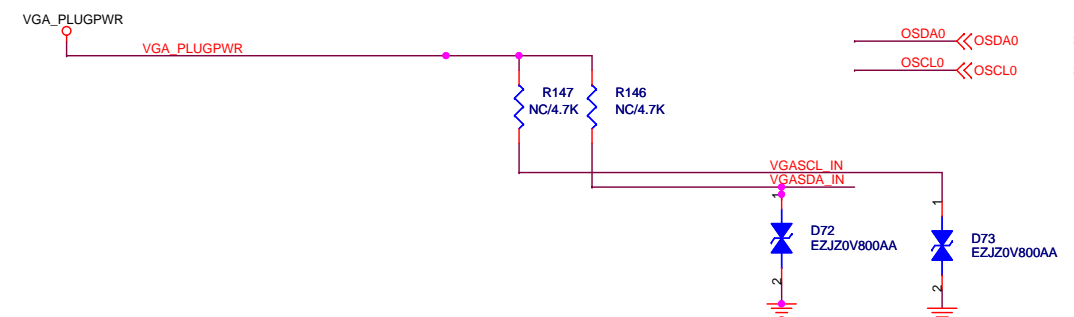 VGA_PLUGPWR
VGA_PLUGPWR
OSDA0
OSDA0
OSCL0
OSCL0
R147
NC/4.7K
R146
NC/4.7K
VGASCL_IN
VGASDA_IN
1
D72
EZJZ0V800AA
2
1
D73
EZJZ0V800AA
2